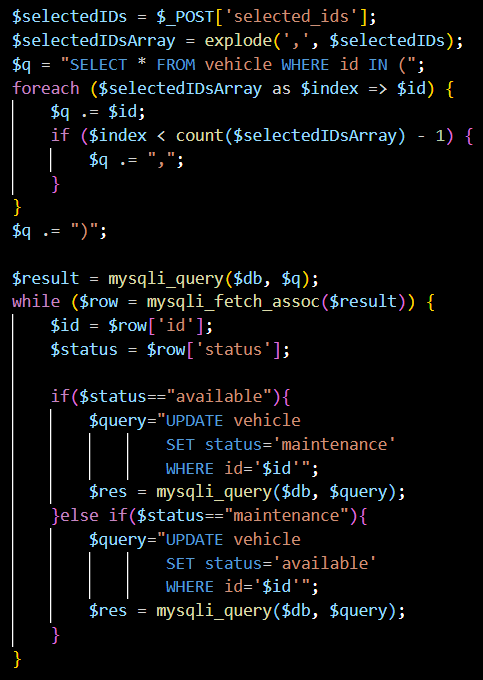 $selectedIDs = $_POST['selected_ids'];
$selectedIDsArray = explode(',', $selectedIDs);
$q = "SELECT * FROM vehicle WHERE id IN (";
foreach ($selectedIDsArray as $index => $id) {
    $q .= $id;
    if ($index < count($selectedIDsArray) - 1) {
        $q .= ",";
    }
}
$q .= ")";

$result = mysqli_query($db, $q);
while ($row = mysqli_fetch_assoc($result)) {
    $id = $row['id'];
    $status = $row['status'];

    if($status=="available"){
        $query="UPDATE vehicle
                SET status='maintenance'
                WHERE id='$id'";
        $res = mysqli_query($db, $query);
    }else if($status=="maintenance"){
        $query="UPDATE vehicle
                SET status='available'
                WHERE id='$id'";
        $res = mysqli_query($db, $query);
    }
}